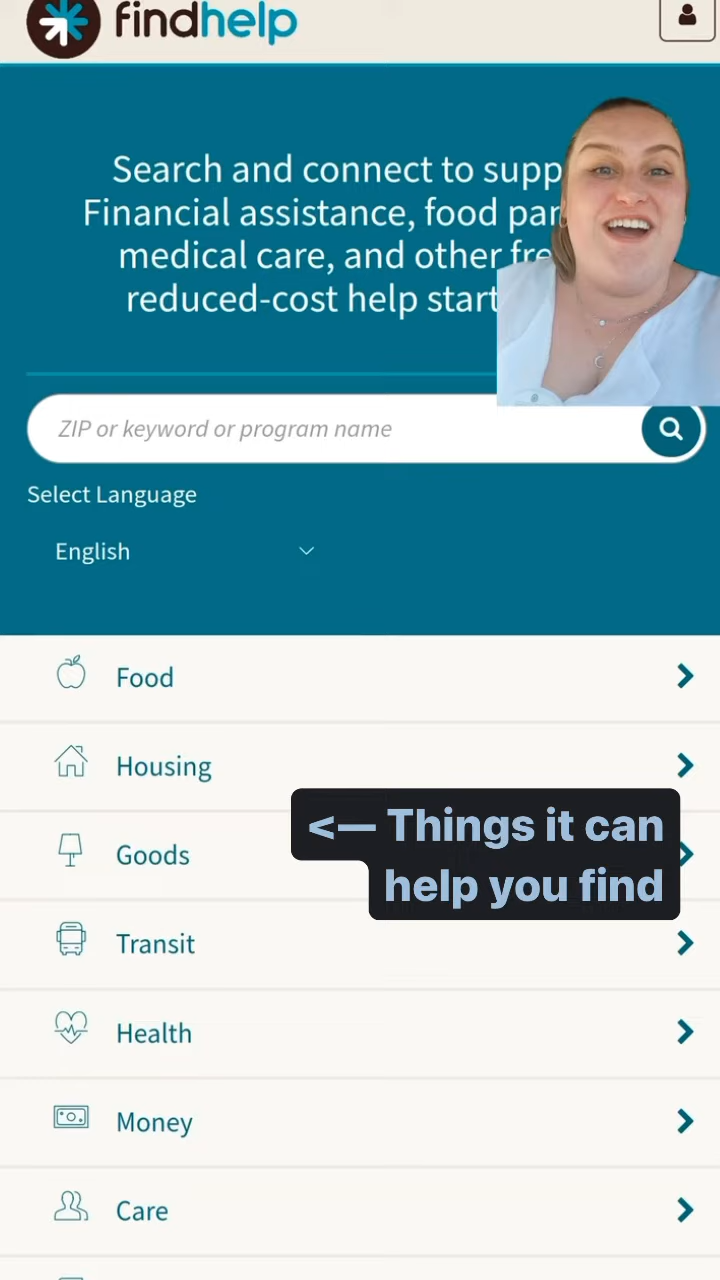 findhelp
Search and connect to supp
Financial assistance, food pan
medical care, and other fre
reduced-cost help start
ZIP or keyword or program name
Select Language
English
Food
Housing
<— Things it can
help you find
Goods
Transit
Health
Money
Care